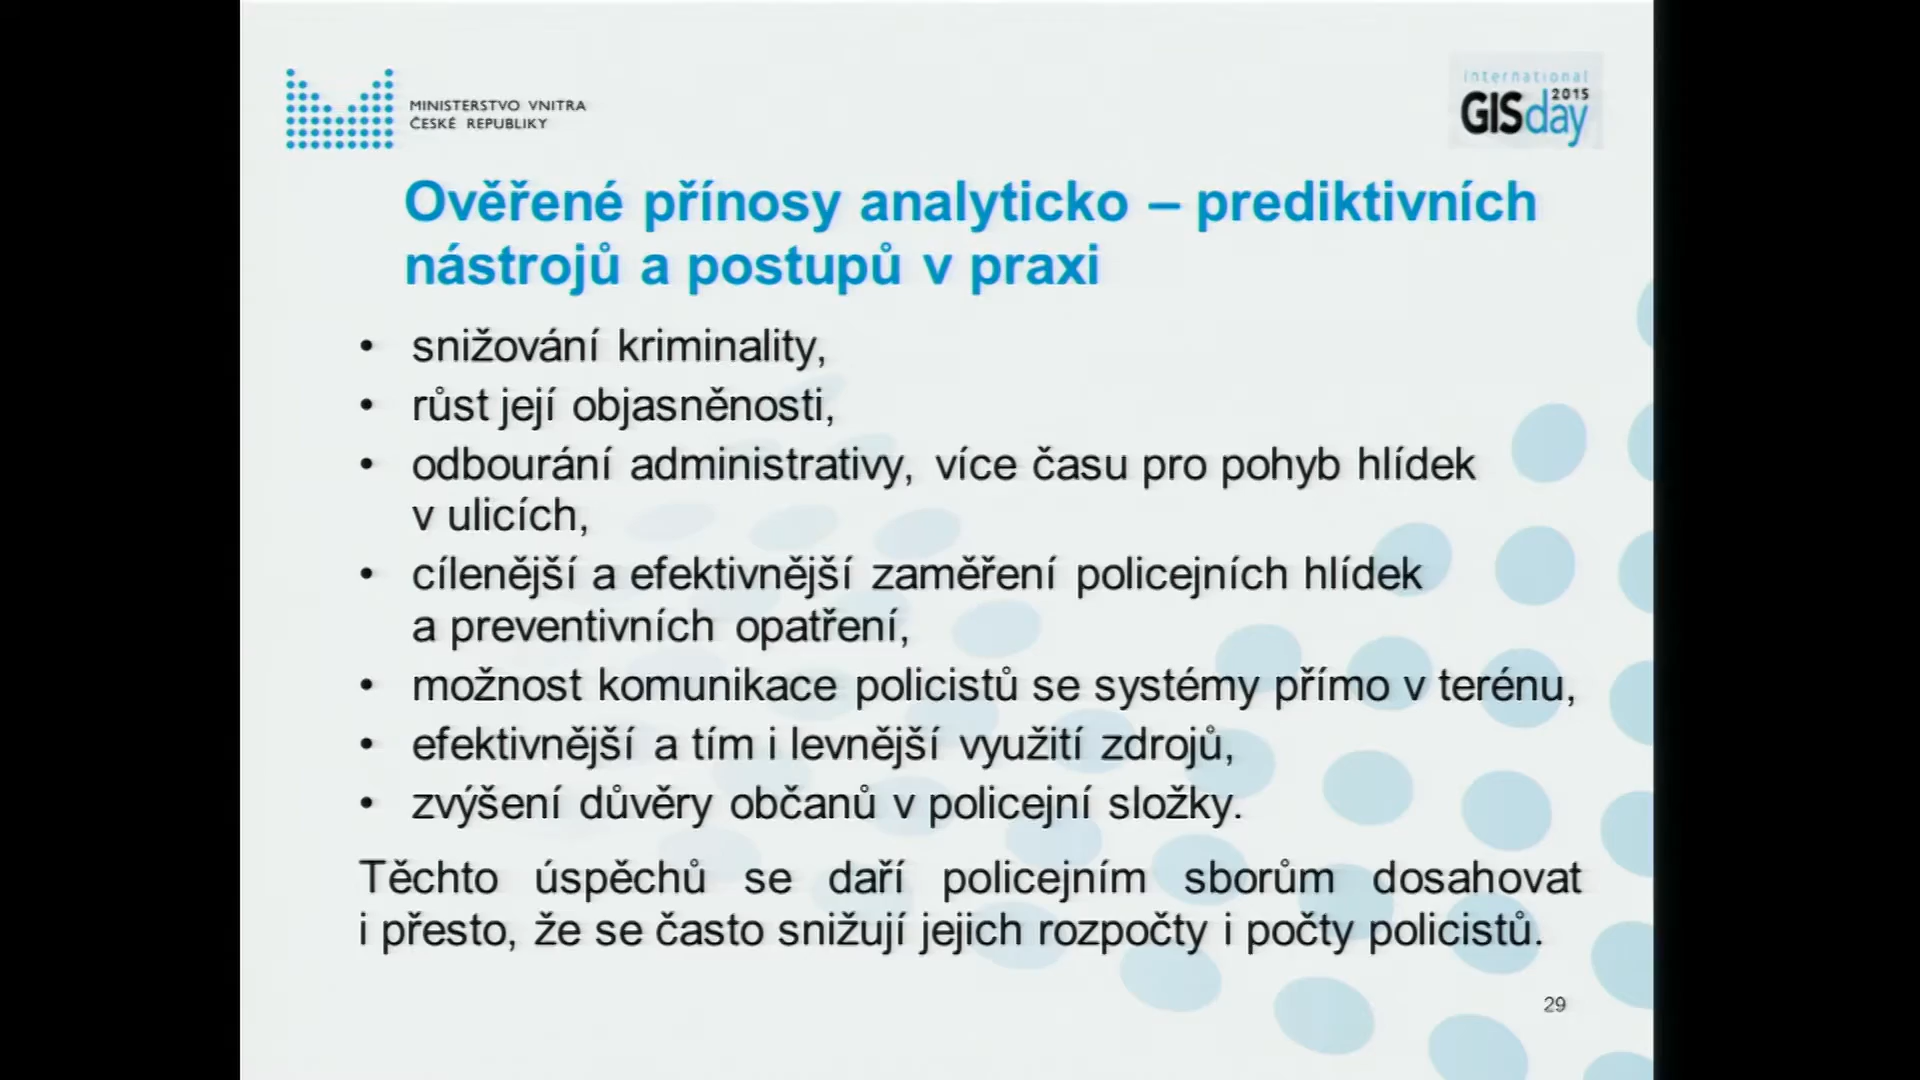 MINISTERSTVO VNITRA
ČESKÉ REPUBLIKY
international
2015
GISday
Ověřené přínosy analyticko – prediktivních
nástrojů a postupů v praxi
• snižování kriminality,
• růst její objasněnosti,
• odbourání administrativy, více času pro pohyb hlídek
v ulicích,
• cílenější a efektivnější zaměření policejních hlídek
a preventivních opatření,
• možnost komunikace policistů se systémy přímo v terénu,
• efektivnější a tím i levnější využití zdrojů,
• zvýšení důvěry občanů v policejní složky.
Těchto úspěchů se daří policejním sborům dosahovat
i přesto, že se často snižují jejich rozpočty i počty policistů.
29